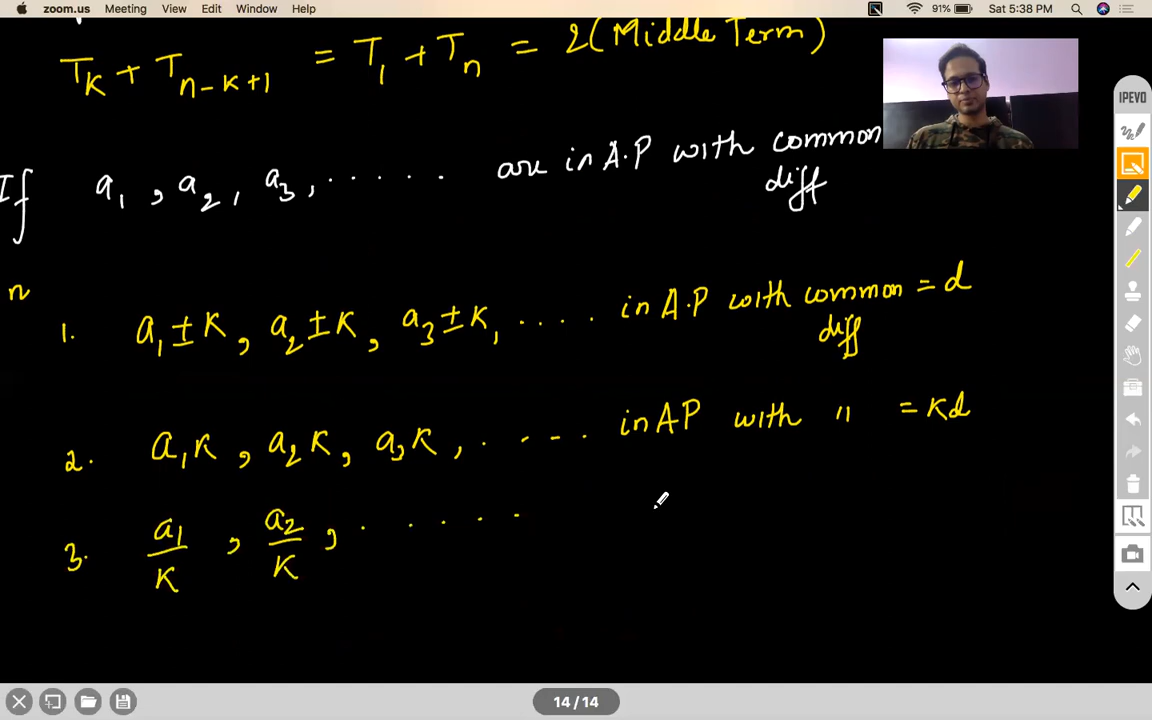 zoom.us Meeting View Edit Window Help 91% Sat 5:38 PM
T_K + T_{n-K+1} = T_1 + T_n = 2(Middle Term)
IPEVO
If a_1, a_2, a_3, ..... are in A.P with common
diff
n
1. a_1 ± K, a_2 ± K, a_3 ± K, .... in A.P with common = d
diff
2. a_1K, a_2K, a_3K, ..... in AP with " = Kd
3. a_1/K, a_2/K, .....
14 / 14